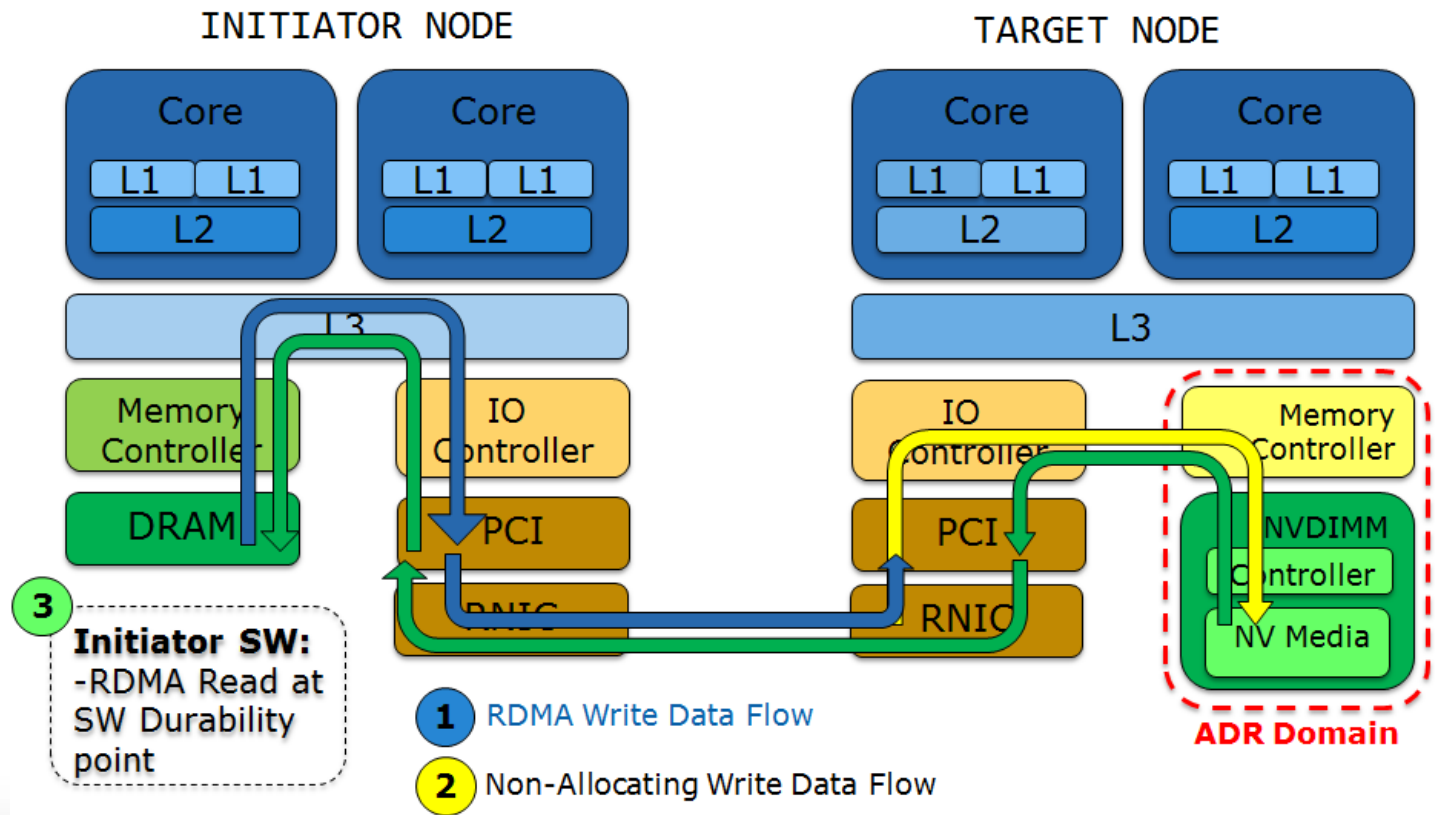 INITIATOR NODE
TARGET NODE
Core
Core
Core
Core
L1 L1
L1 L1
L1 L1
L1 L1
L2
L2
L2
L2
L3
L3
Memory
Controller
IO
Controller
IO
Controller
Memory
Controller
DRAM
PCI
PCI
NVDIMM
Controller
RNIC
RNIC
NV Media
3
Initiator SW:
-RDMA Read at
SW Durability
point
1 RDMA Write Data Flow
2 Non-Allocating Write Data Flow
ADR Domain